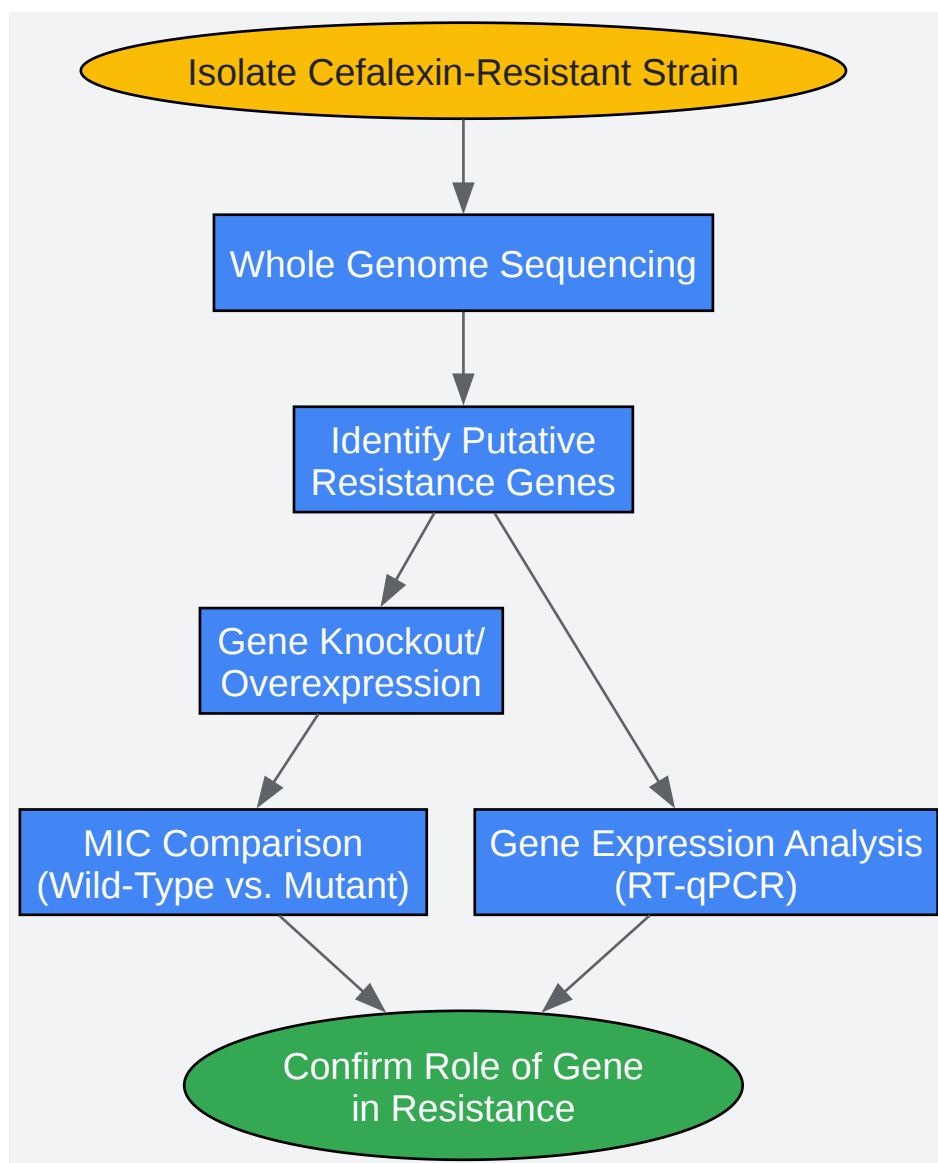 Isolate Cefalexin-Resistant Strain
Whole Genome Sequencing
Identify Putative
Resistance Genes
Gene Knockout/
Overexpression
MIC Comparison
(Wild-Type vs. Mutant)
Gene Expression Analysis
(RT-qPCR)
Confirm Role of Gene
in Resistance